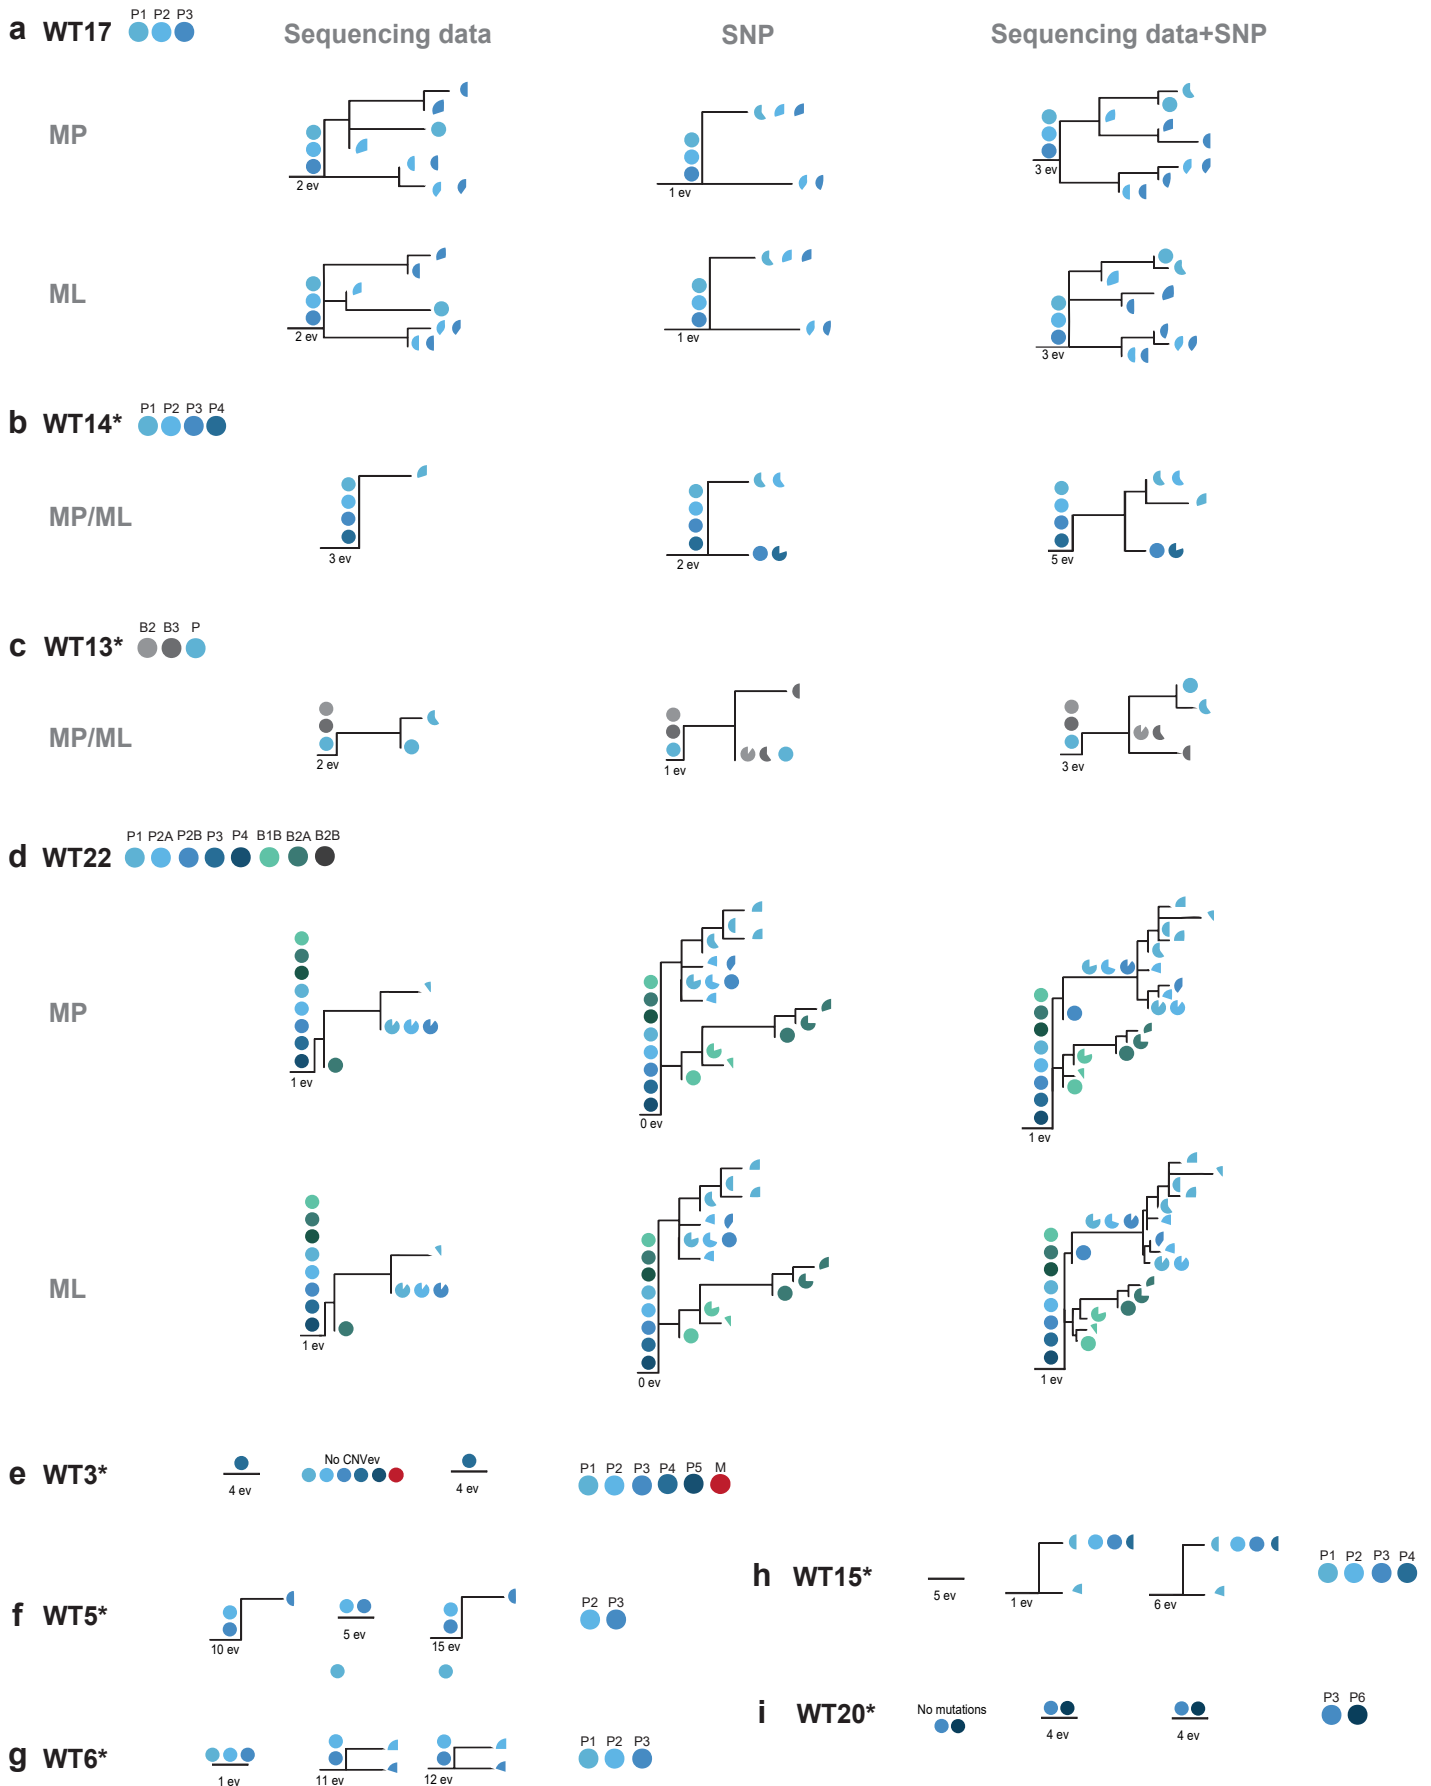 a WT17 P1 P2 P3
Sequencing data SNP Sequencing data+SNP
MP
2 ev 1 ev 3 ev
ML
2 ev 1 ev 3 ev
b WT14* P1 P2 P3 P4
MP/ML
3 ev 2 ev 5 ev
c WT13* B2 B3 P
MP/ML
2 ev 1 ev 3 ev
d WT22 P1 P2A P2B P3 P4 B1B B2A B2B
MP
1 ev 0 ev 1 ev
ML
1 ev 0 ev 1 ev
e WT3* 4 ev No CNVev 4 ev P1 P2 P3 P4 P5 M
f WT5* 10 ev 5 ev 15 ev P2 P3
g WT6* 1 ev 11 ev 12 ev P1 P2 P3
h WT15* 5 ev 1 ev 6 ev P1 P2 P3 P4
i WT20* No mutations 4 ev 4 ev P3 P6